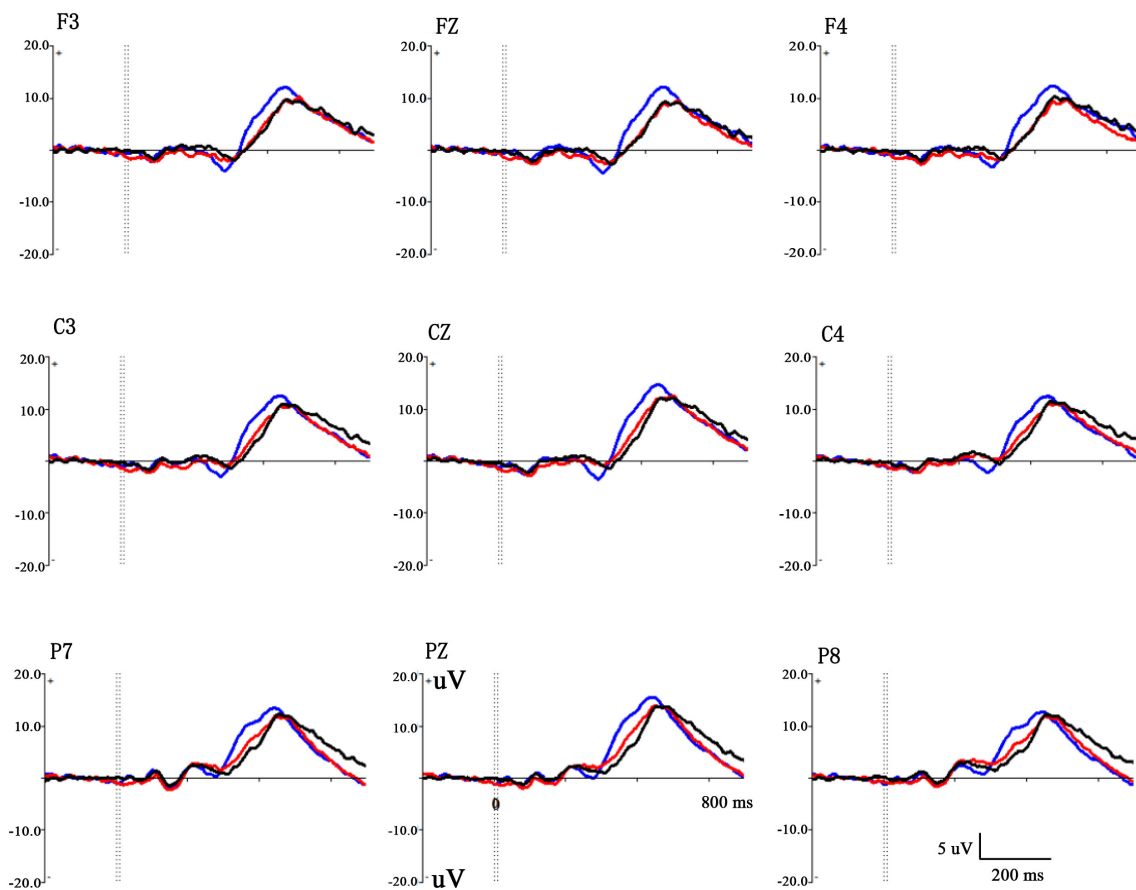 F3 FZ F4
20.0 20.0 20.0
+ + +
10.0 10.0 10.0
-10.0 -10.0 -10.0
- - -
-20.0 -20.0 -20.0
C3 CZ C4
20.0 20.0 20.0
+ + +
10.0 10.0 10.0
-10.0 -10.0 -10.0
- - -
-20.0 -20.0 -20.0
P7 PZ P8
20.0 20.0 uV 20.0
+ + +
10.0 10.0 10.0
0 800 ms
-10.0 -10.0 -10.0
5 uV
200 ms
-20.0 -20.0 uV -20.0